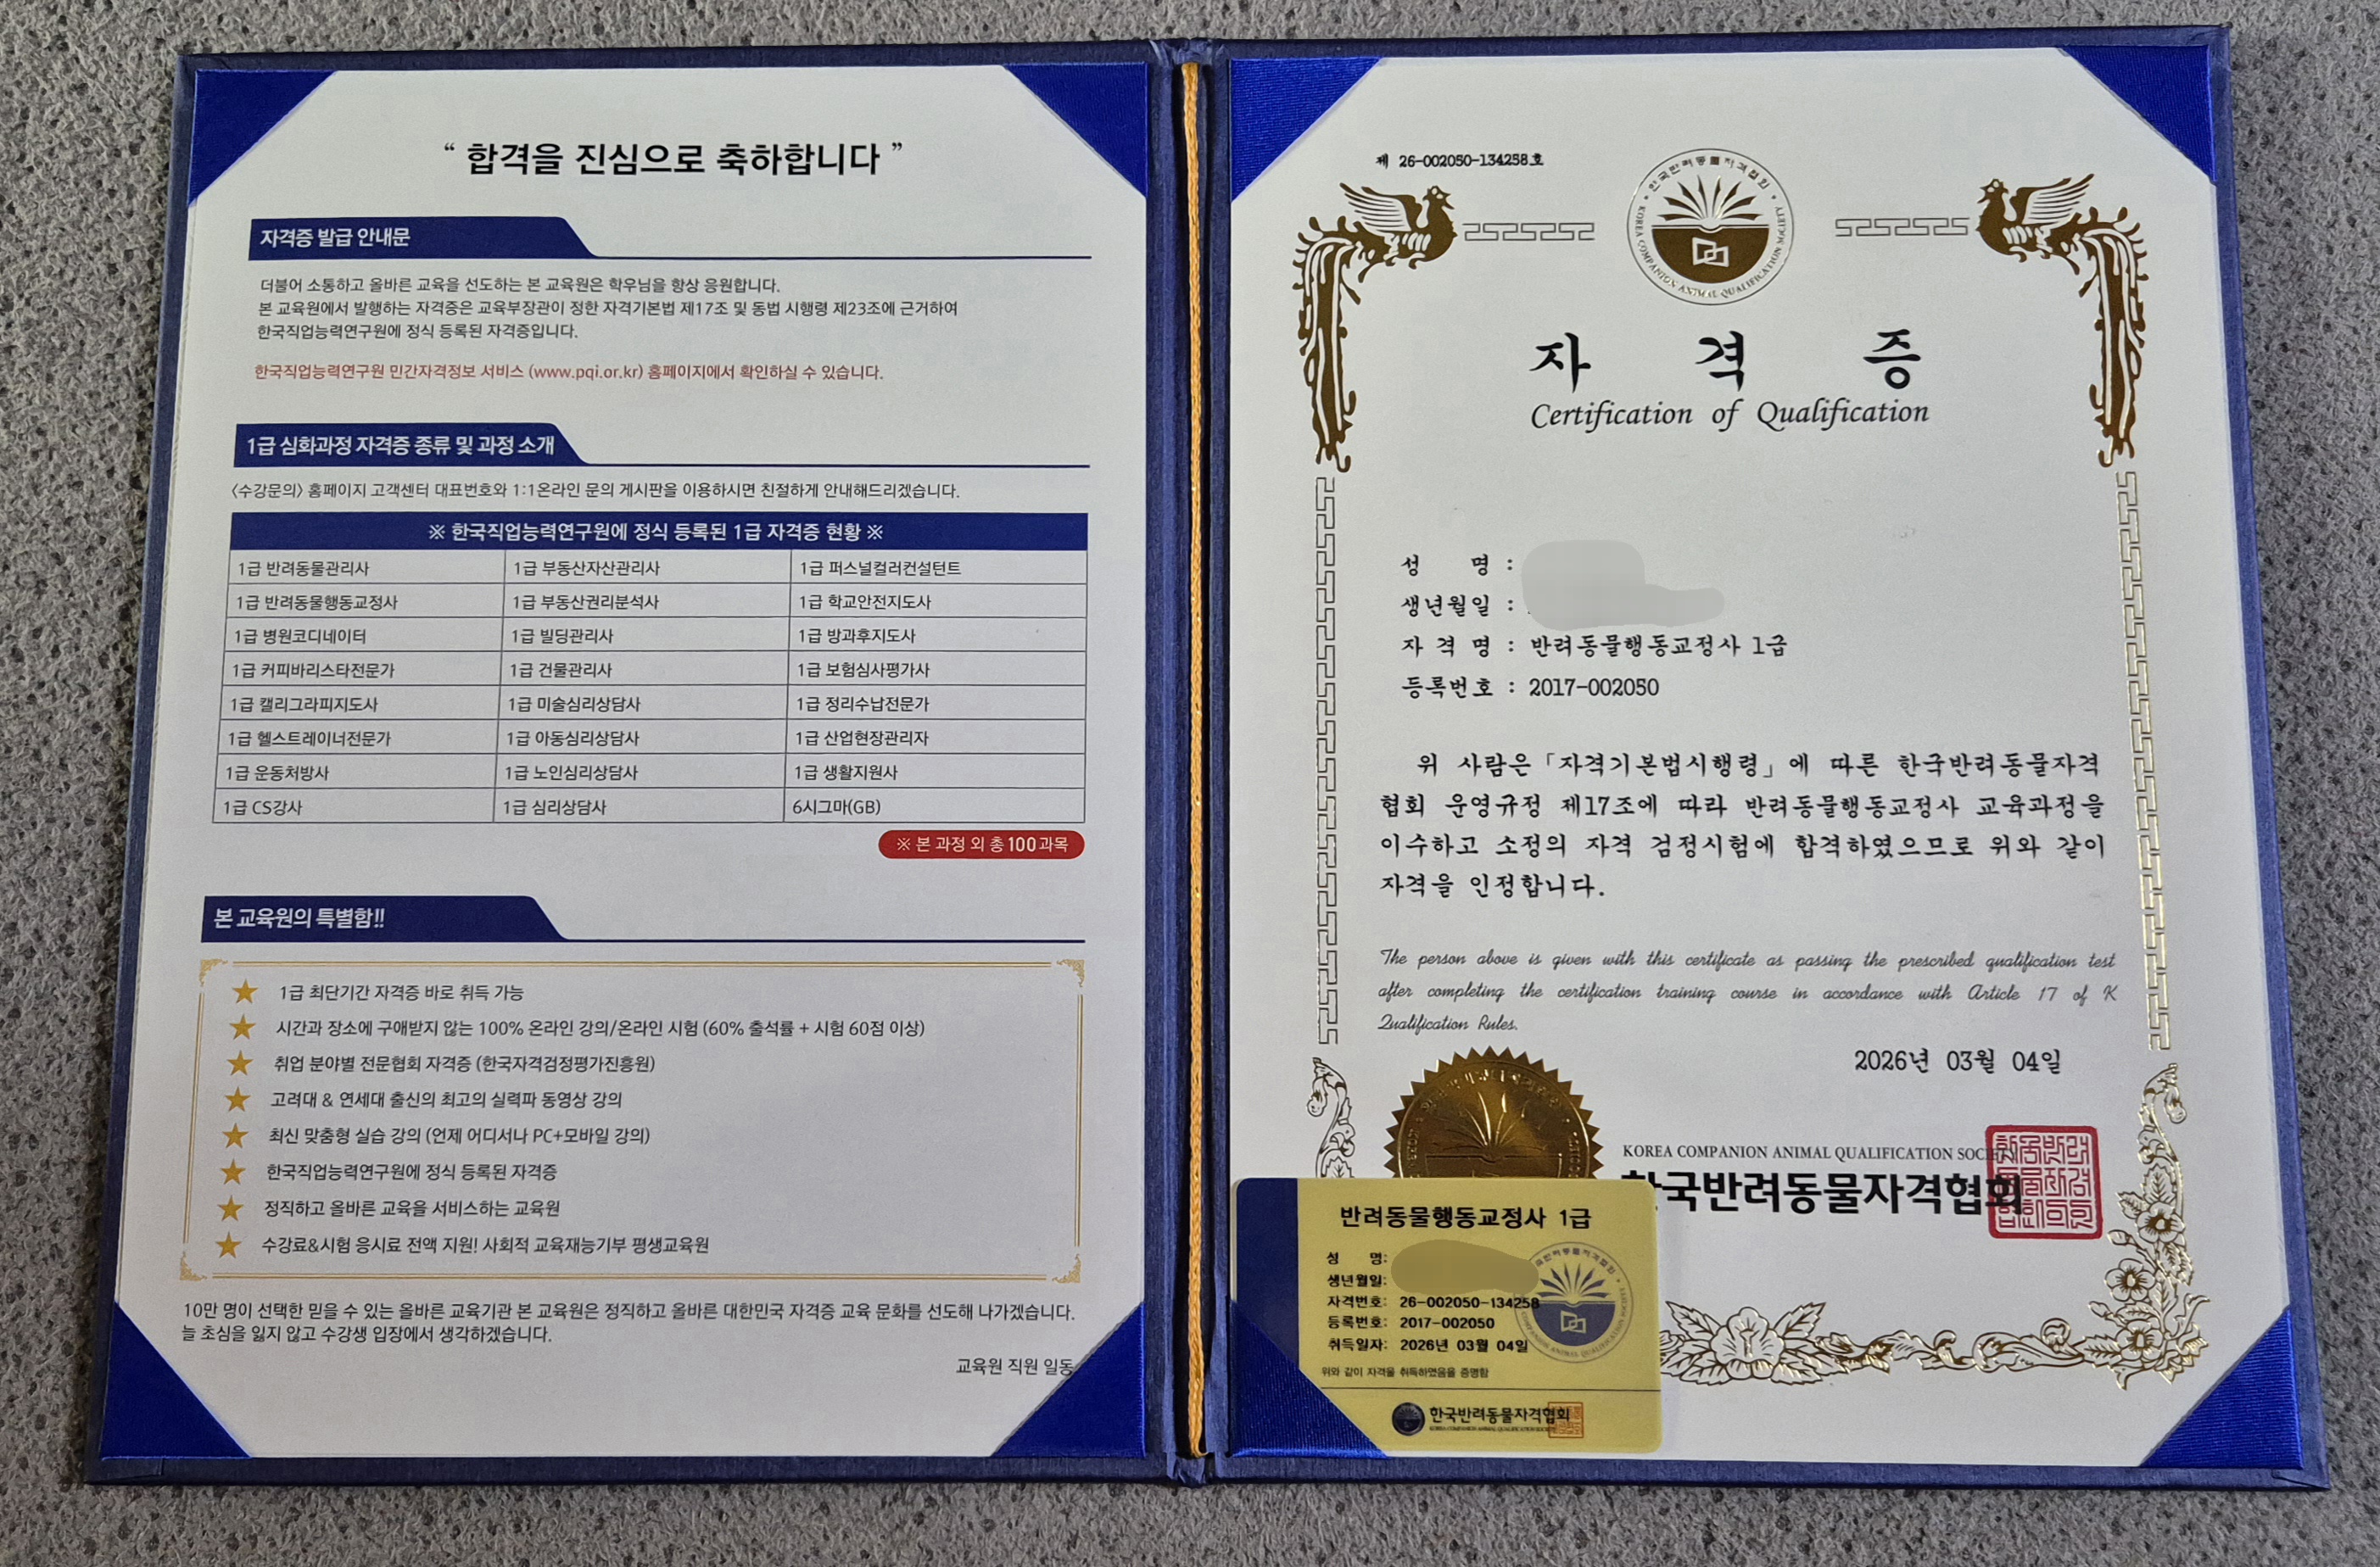 “ 합격을 진심으로 축하합니다 ”
자격증 발급 안내문
더불어 소통하고 올바른 교육을 선도하는 본 교육원은 학우님을 항상 응원합니다.
본 교육원에서 발행하는 자격증은 교육부장관이 정한 자격기본법 제17조 및 동법 시행령 제23조에 근거하여
한국직업능력연구원에 정식 등록된 자격증입니다.
한국직업능력연구원 민간자격정보 서비스 (www.pqi.or.kr) 홈페이지에서 확인하실 수 있습니다.
1급 심화과정 자격증 종류 및 과정 소개
〈수강문의〉 홈페이지 고객센터 대표번호와 1:1온라인 문의 게시판을 이용하시면 친절하게 안내해드리겠습니다.
※ 한국직업능력연구원에 정식 등록된 1급 자격증 현황 ※
1급 반려동물관리사 1급 부동산자산관리사 1급 퍼스널컬러컨설턴트
1급 반려동물행동교정사 1급 부동산권리분석사 1급 학교안전지도사
1급 병원코디네이터 1급 빌딩관리사 1급 방과후지도사
1급 커피바리스타전문가 1급 건물관리사 1급 보험심사평가사
1급 캘리그라피지도사 1급 미술심리상담사 1급 정리수납전문가
1급 헬스트레이너전문가 1급 아동심리상담사 1급 산업현장관리자
1급 운동처방사 1급 노인심리상담사 1급 생활지원사
1급 CS강사 1급 심리상담사 6시그마(GB)
※ 본 과정 외 총 100과목
본 교육원의 특별함!!
★ 1급 최단기간 자격증 바로 취득 가능
★ 시간과 장소에 구애받지 않는 100% 온라인 강의/온라인 시험 (60% 출석률 + 시험 60점 이상)
★ 취업 분야별 전문협회 자격증 (한국자격검정평가진흥원)
★ 고려대 & 연세대 출신의 최고의 실력파 동영상 강의
★ 최신 맞춤형 실습 강의 (언제 어디서나 PC+모바일 강의)
★ 한국직업능력연구원에 정식 등록된 자격증
★ 정직하고 올바른 교육을 서비스하는 교육원
★ 수강료&시험 응시료 전액 지원! 사회적 교육재능기부 평생교육원
10만 명이 선택한 믿을 수 있는 올바른 교육기관 본 교육원은 정직하고 올바른 대한민국 자격증 교육 문화를 선도해 나가겠습니다.
늘 초심을 잃지 않고 수강생 입장에서 생각하겠습니다.
교육원 직원 일동
제 26-002050-134258호
한국반려동물자격협회
KOREA COMPANION ANIMAL QUALIFICATION SOCIETY
자 격 증
Certification of Qualification
성 명 :
생년월일 :
자 격 명 : 반려동물행동교정사 1급
등록번호 : 2017-002050
위 사람은 「자격기본법시행령」에 따른 한국반려동물자격
협회 운영규정 제17조에 따라 반려동물행동교정사 교육과정을
이수하고 소정의 자격 검정시험에 합격하였으므로 위와 같이
자격을 인정합니다.
The person above is given with this certificate as passing the prescribed qualification test
after completing the certification training course in accordance with Article 17 of K
Qualification Rules.
2026년 03월 04일
KOREA COMPANION ANIMAL QUALIFICATION SOCIETY
한국반려동물자격협회
반려동물행동교정사 1급
성 명:
생년월일:
자격번호: 26-002050-134258
등록번호: 2017-002050
취득일자: 2026년 03월 04일
위와 같이 자격을 취득하였음을 증명함
한국반려동물자격협회
KOREA COMPANION ANIMAL QUALIFICATION SOCIETY